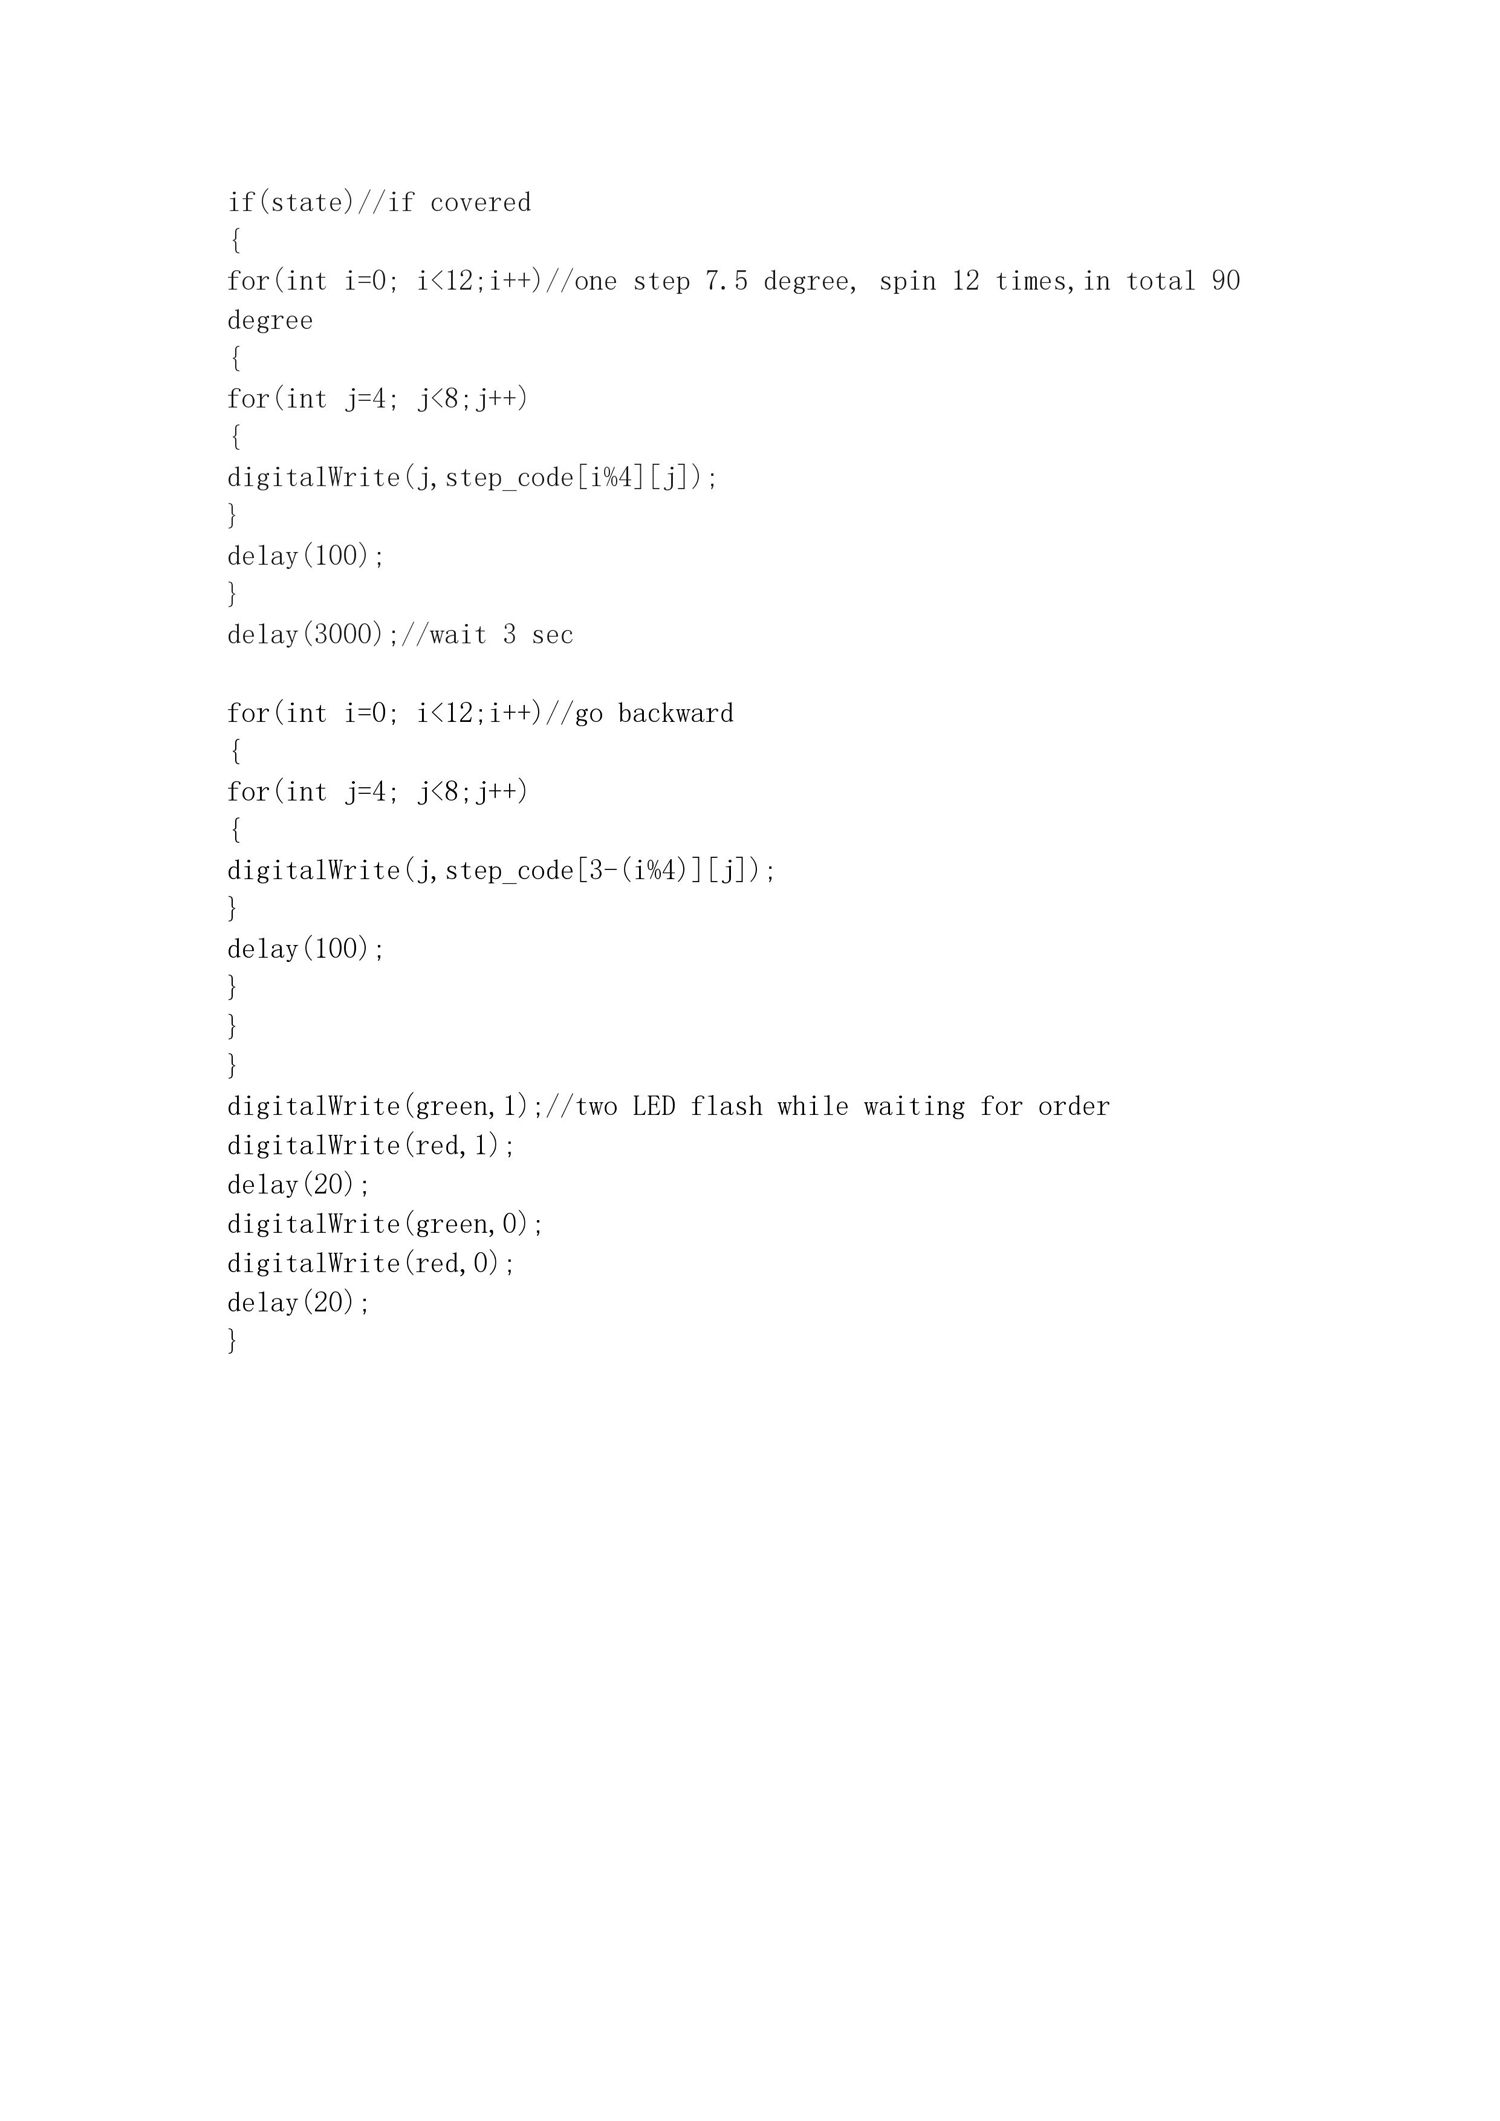 if(state)//if covered
{
for(int i=0; i<12;i++)//one step 7.5 degree, spin 12 times,in total 90
degree
{
for(int j=4; j<8;j++)
{
digitalWrite(j,step_code[i%4][j]);
}
delay(100);
}
delay(3000);//wait 3 sec

for(int i=0; i<12;i++)//go backward
{
for(int j=4; j<8;j++)
{
digitalWrite(j,step_code[3-(i%4)][j]);
}
delay(100);
}
}
}
digitalWrite(green,1);//two LED flash while waiting for order
digitalWrite(red,1);
delay(20);
digitalWrite(green,0);
digitalWrite(red,0);
delay(20);
}